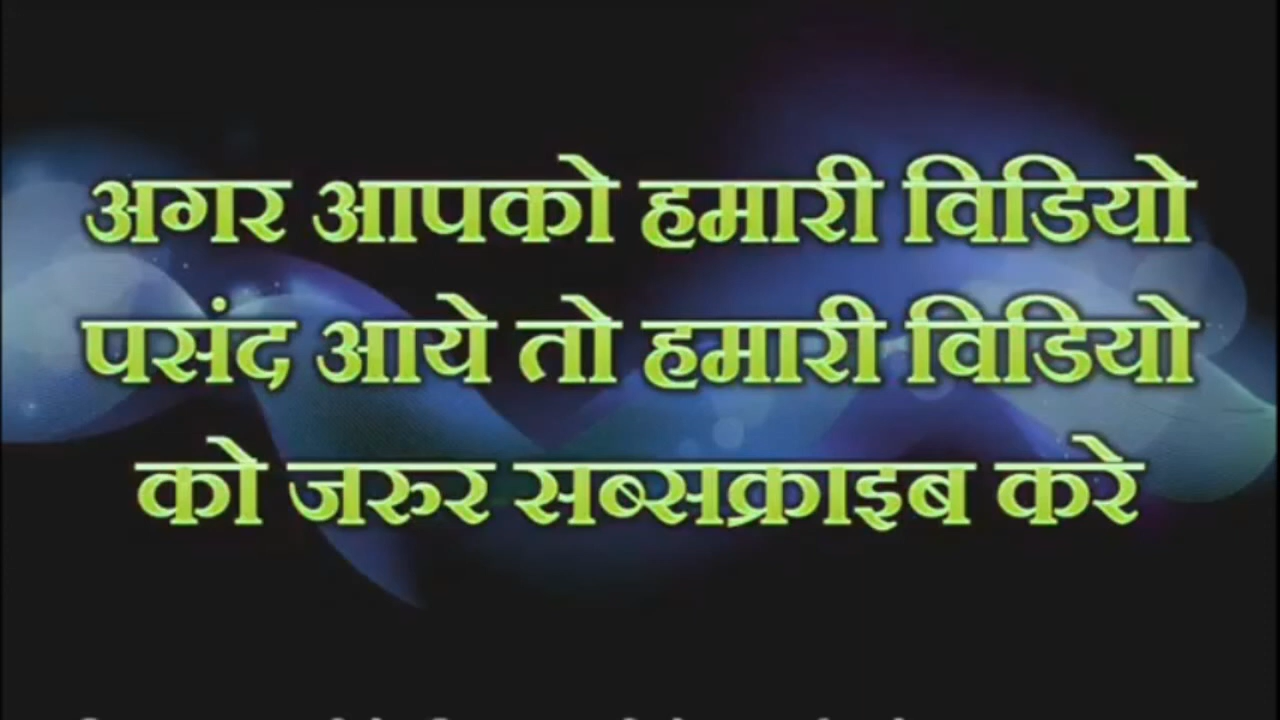 अगर आपको हमारी विडियो
पसंद आये तो हमारी विडियो
को जरुर सब्सक्राइब करे